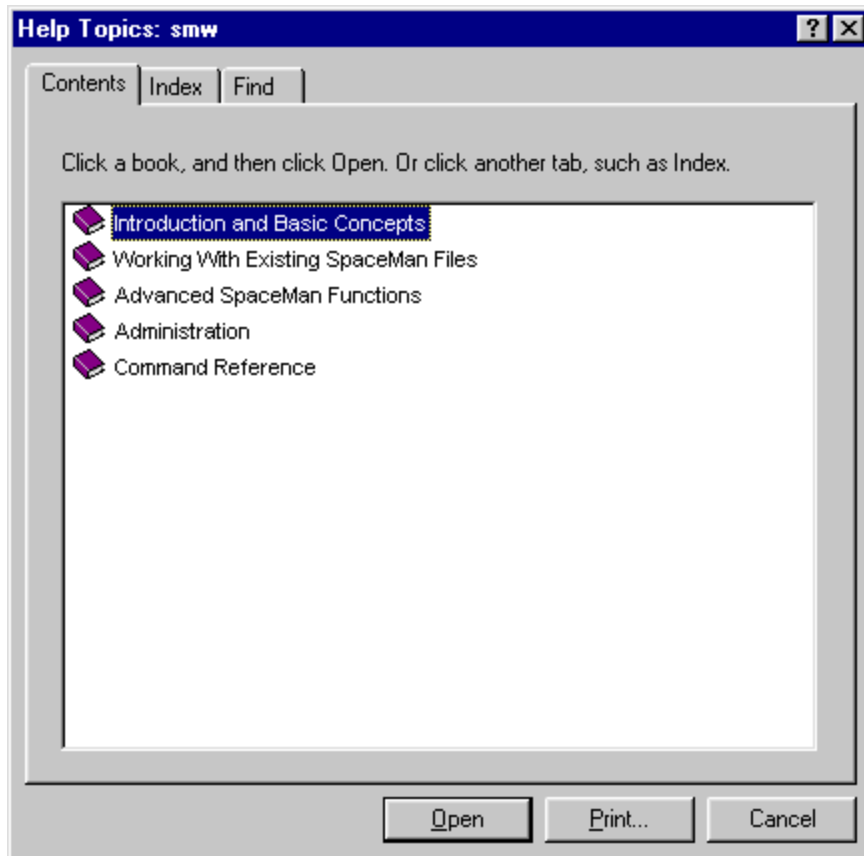 Help Topics: smw
?
Contents Index Find
Click a book, and then click Open. Or click another tab, such as Index.
Introduction and Basic Concepts
Working With Existing SpaceMan Files
Advanced SpaceMan Functions
Administration
Command Reference
Open Print... Cancel